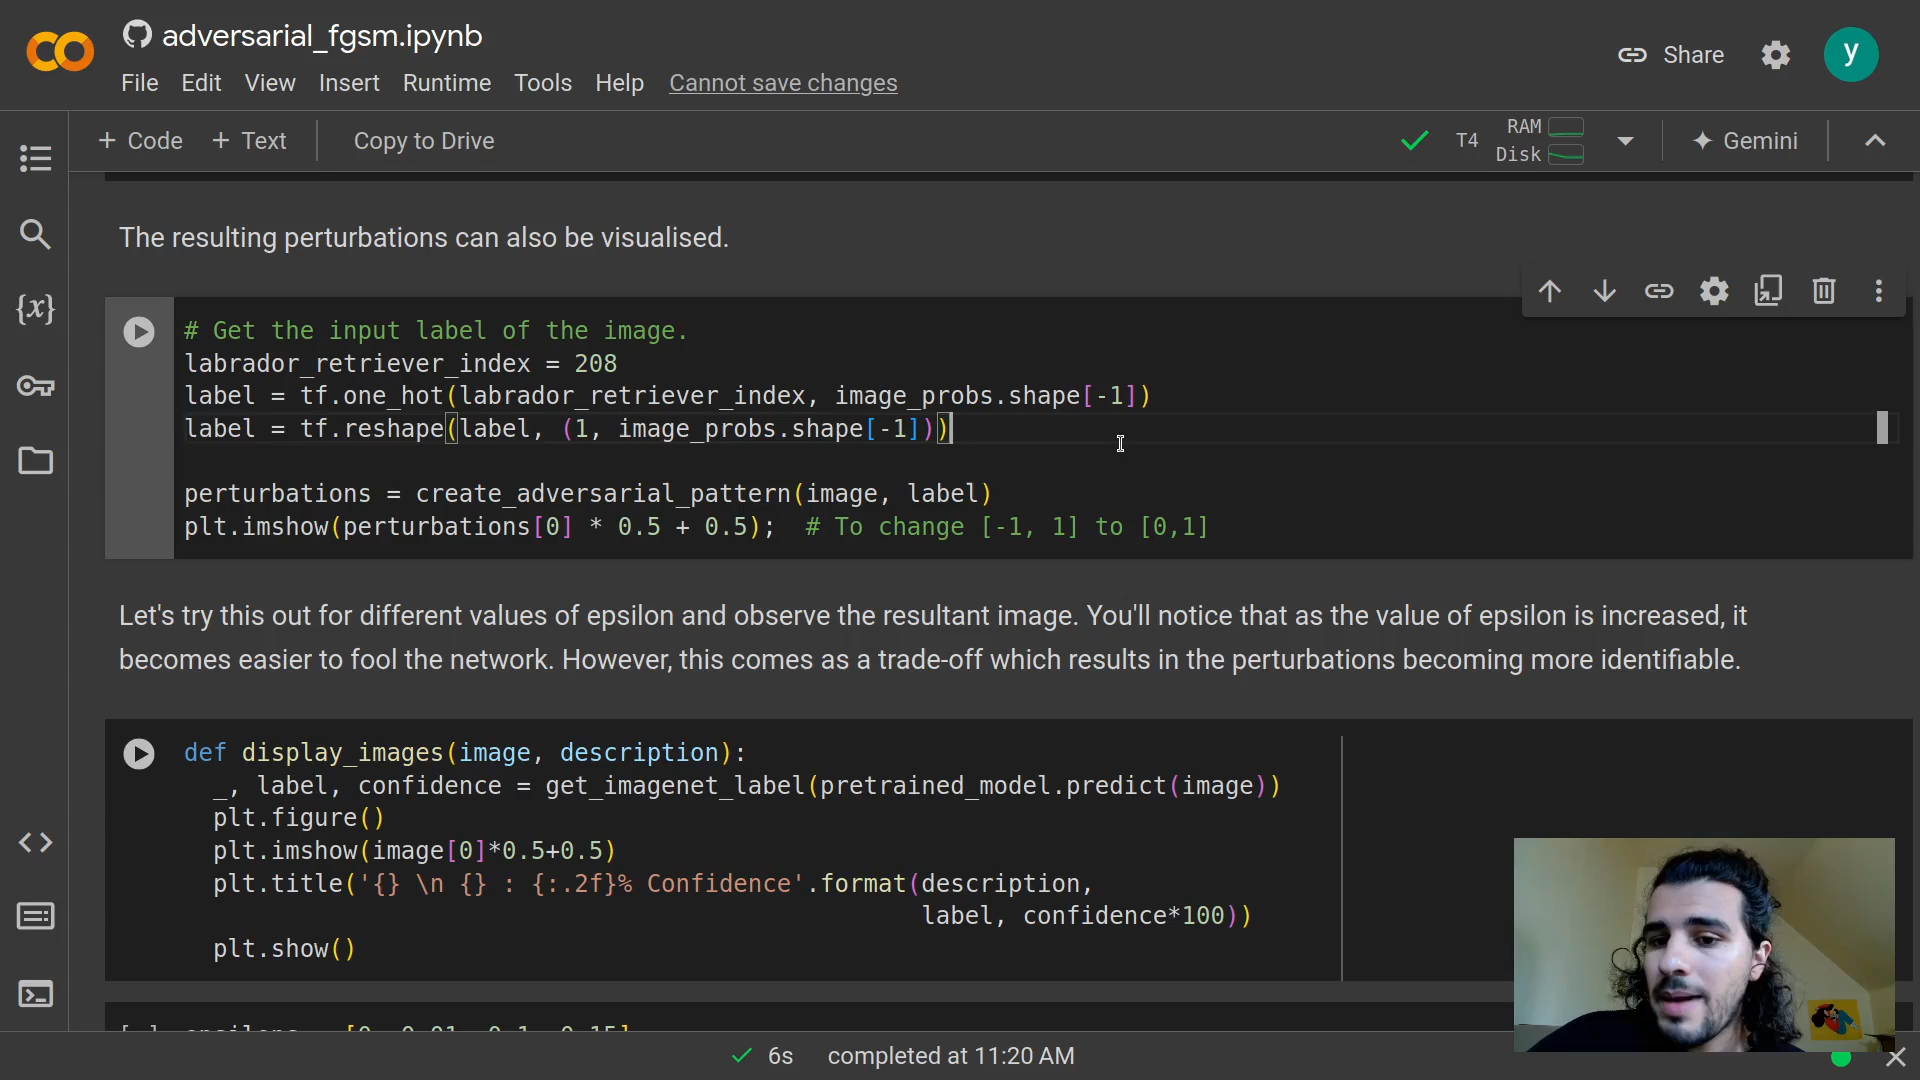 adversarial_fgsm.ipynb
File Edit View Insert Runtime Tools Help Cannot save changes
Share
y
+ Code + Text Copy to Drive
T4
RAM
Disk
Gemini
The resulting perturbations can also be visualised.
{x}
# Get the input label of the image.
labrador_retriever_index = 208
label = tf.one_hot(labrador_retriever_index, image_probs.shape[-1])
label = tf.reshape(label, (1, image_probs.shape[-1]))
perturbations = create_adversarial_pattern(image, label)
plt.imshow(perturbations[0] * 0.5 + 0.5);  # To change [-1, 1] to [0,1]
Let's try this out for different values of epsilon and observe the resultant image. You'll notice that as the value of epsilon is increased, it
becomes easier to fool the network. However, this comes as a trade-off which results in the perturbations becoming more identifiable.
def display_images(image, description):
  _, label, confidence = get_imagenet_label(pretrained_model.predict(image))
  plt.figure()
  plt.imshow(image[0]*0.5+0.5)
  plt.title('{} \n {} : {:.2f}% Confidence'.format(description,
                                                   label, confidence*100))
  plt.show()
6s completed at 11:20 AM